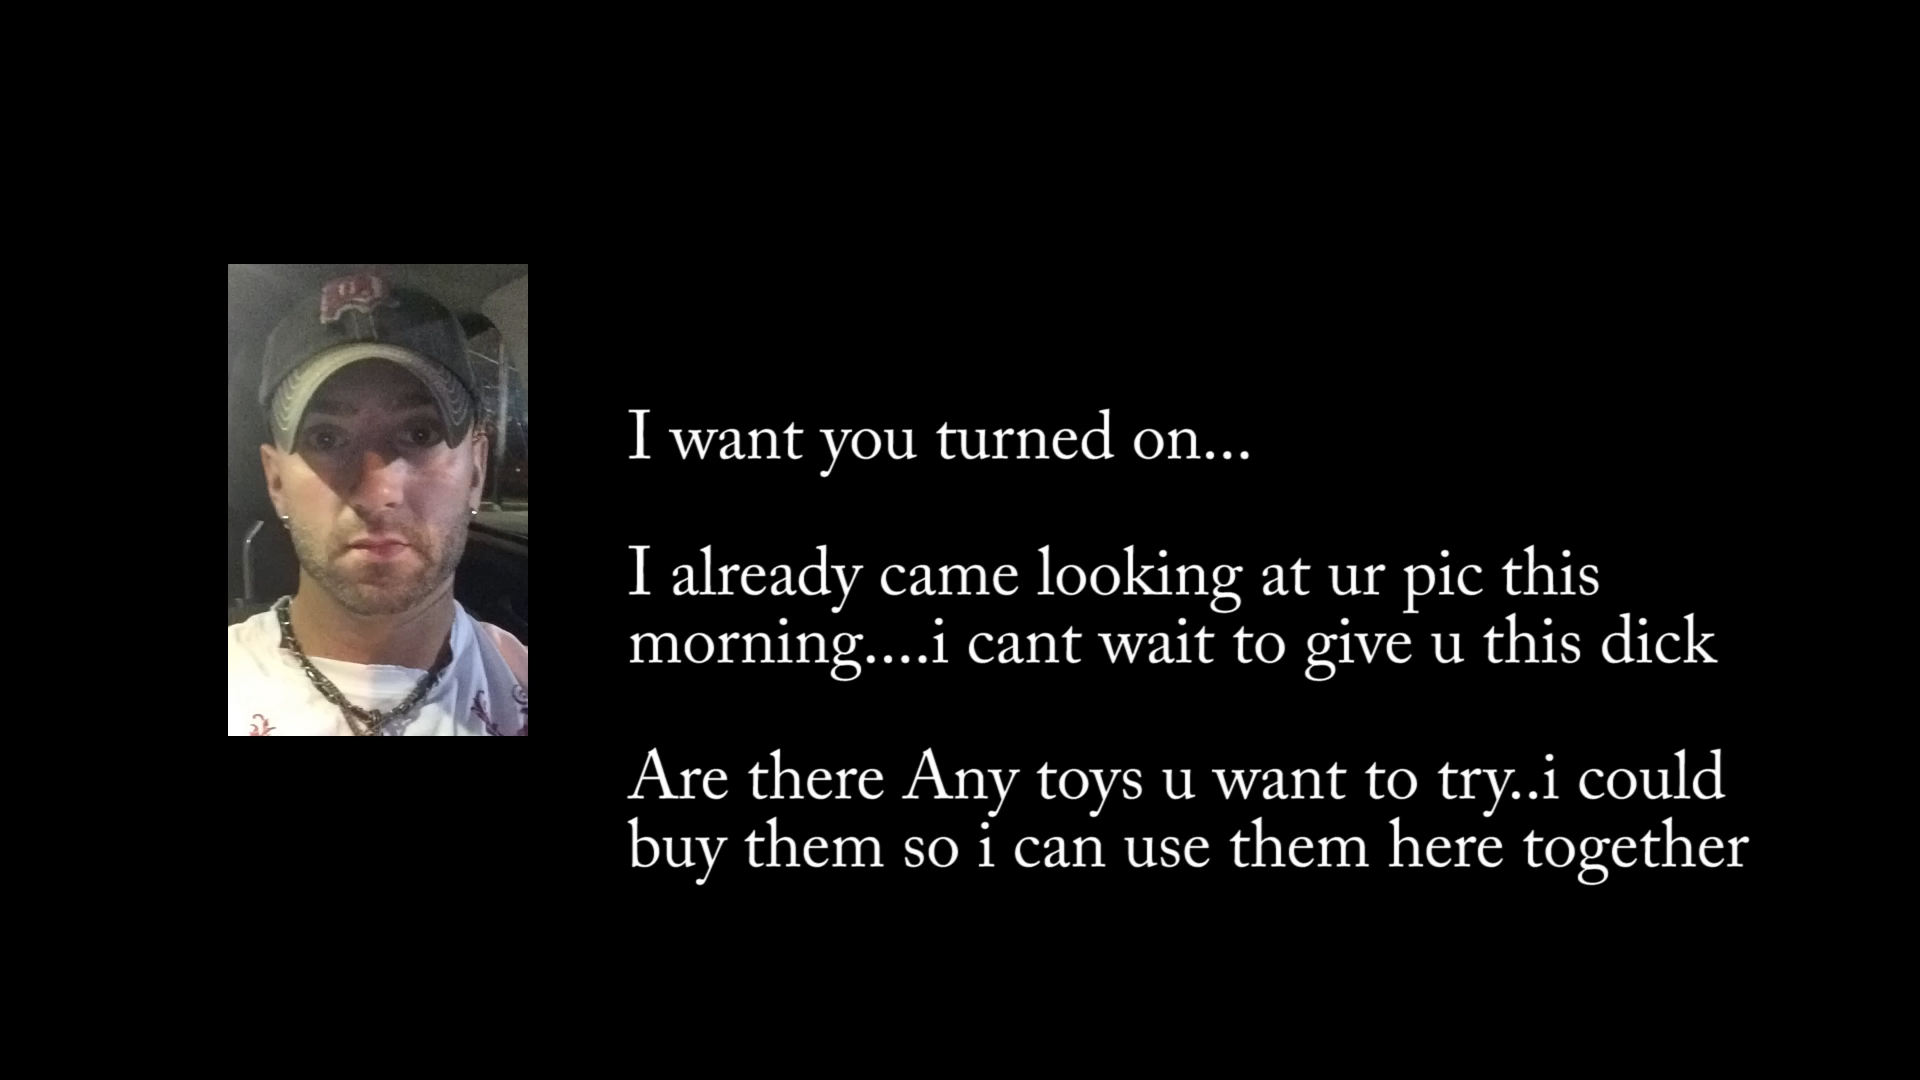 I want you turned on...
I already came looking at ur pic this
morning....i cant wait to give u this dick
Are there Any toys u want to try..i could
buy them so i can use them here together